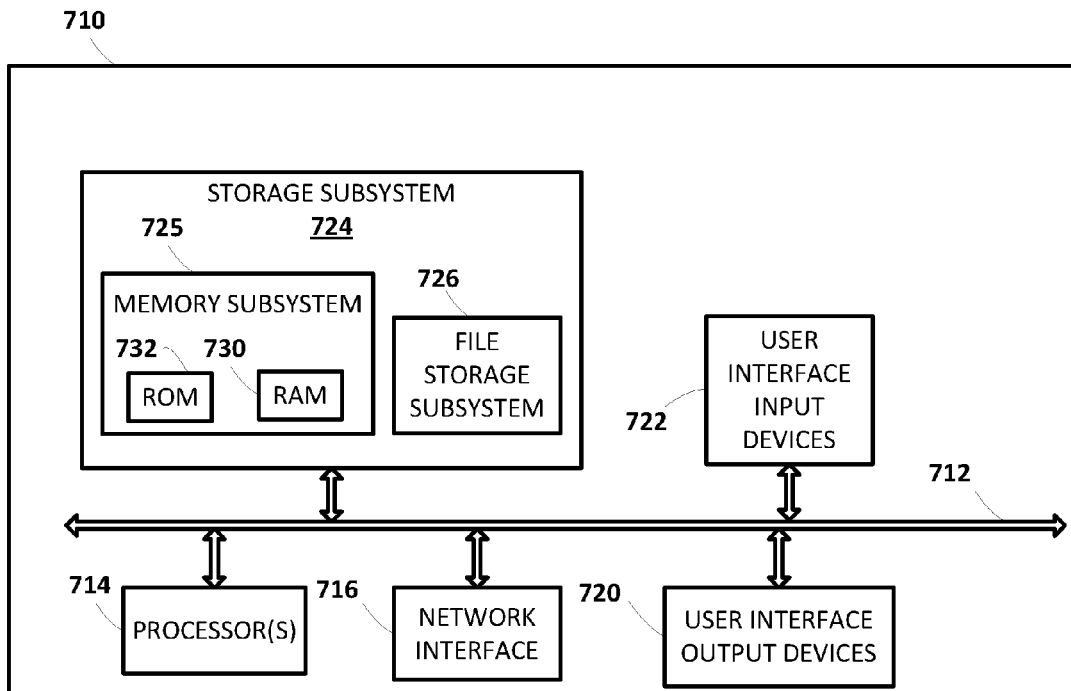 710
STORAGE SUBSYSTEM
724
725
MEMORY SUBSYSTEM
732
ROM
730
RAM
726
FILE
STORAGE
SUBSYSTEM
USER
INTERFACE
INPUT
DEVICES
722
712
714
PROCESSOR(S)
716
NETWORK
INTERFACE
720
USER INTERFACE
OUTPUT DEVICES